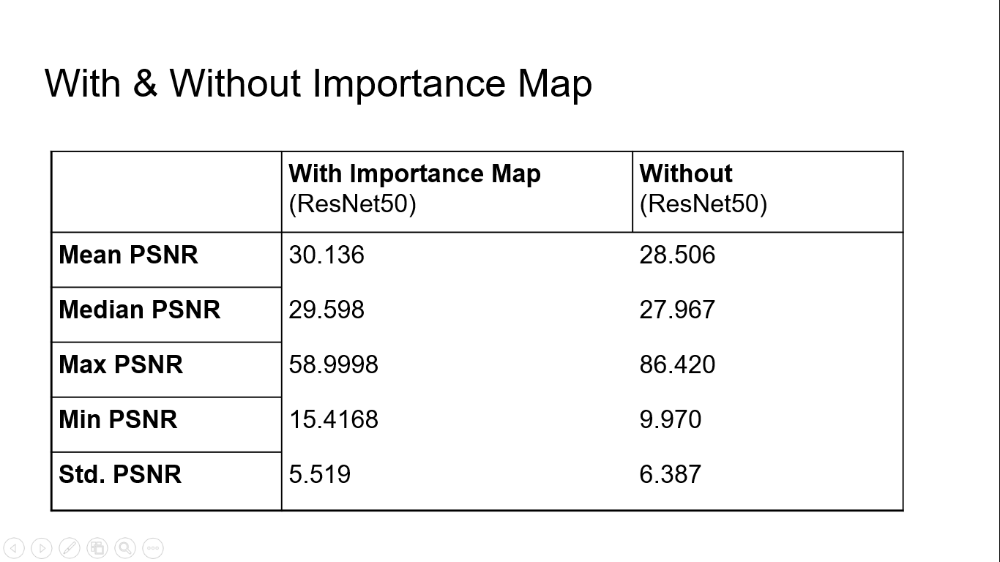 With & Without Importance Map
With Importance Map
(ResNet50)
Without
(ResNet50)
Mean PSNR 30.136 28.506
Median PSNR 29.598 27.967
Max PSNR 58.9998 86.420
Min PSNR 15.4168 9.970
Std. PSNR 5.519 6.387